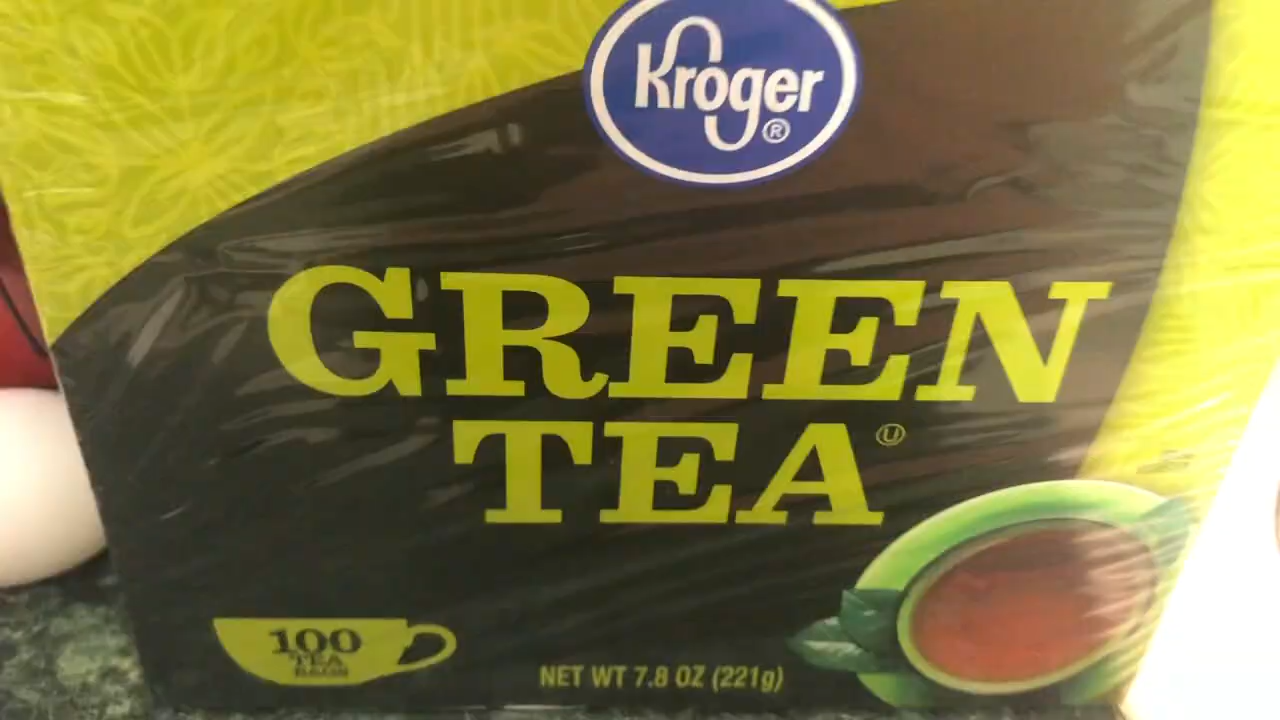 Kroger®
GREEN
TEA Ⓤ
100
TEA
BAGS
NET WT 7.8 OZ (221g)